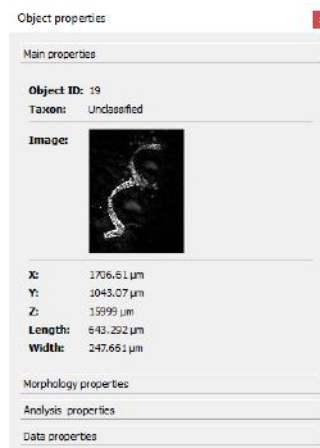 Object properties
Main properties
Object ID: 19
Taxon: Unclassified
Image:
X: 1706.61 µm
Y: 1043.07 µm
Z: 15999 µm
Length: 643.292 µm
Width: 247.661 µm
Morphology properties
Analysis properties
Data properties